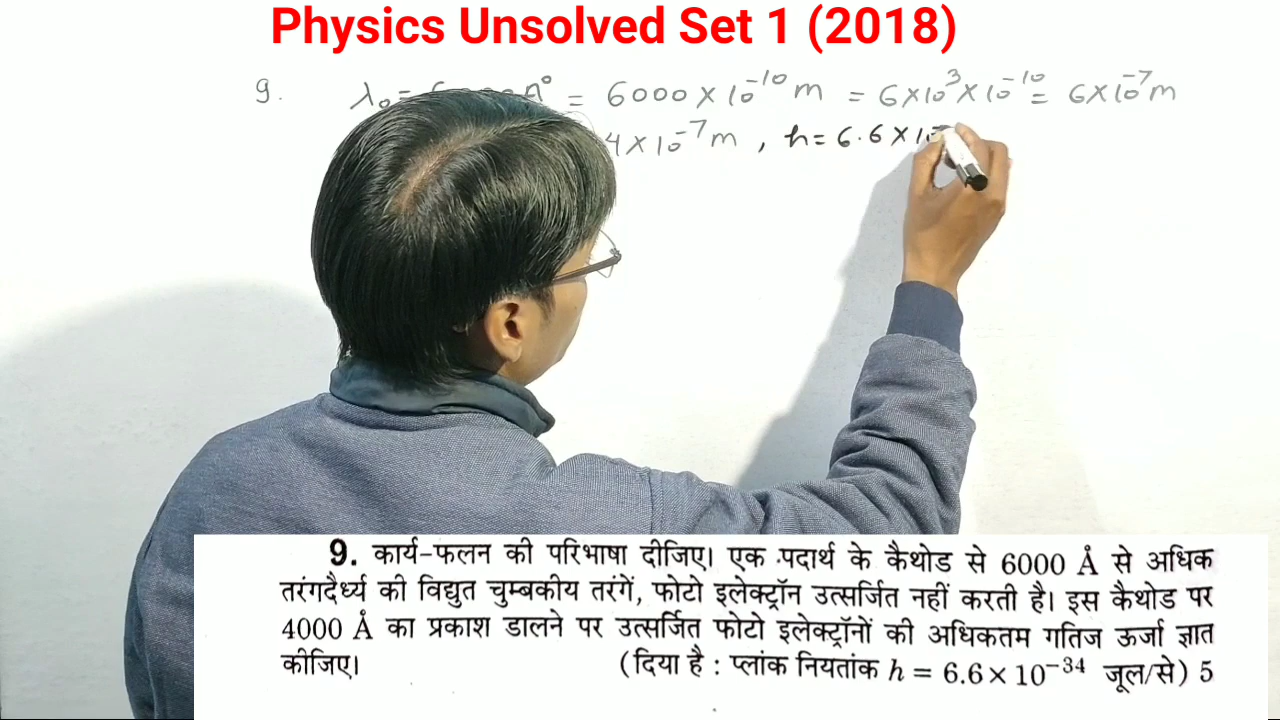 Physics Unsolved Set 1 (2018)
9. λ₀ = A° = 6000 × 10⁻¹⁰ m = 6×10³×10⁻¹⁰ = 6×10⁻⁷ m
4×10⁻⁷ m , h = 6.6 × 10
9. कार्य-फलन की परिभाषा दीजिए। एक पदार्थ के कैथोड से 6000 Å से अधिक
तरंगदैर्ध्य की विद्युत चुम्बकीय तरंगें, फोटो इलेक्ट्रॉन उत्सर्जित नहीं करती है। इस कैथोड पर
4000 Å का प्रकाश डालने पर उत्सर्जित फोटो इलेक्ट्रॉनों की अधिकतम गतिज ऊर्जा ज्ञात
कीजिए। (दिया है : प्लांक नियतांक h = 6.6 × 10⁻³⁴ जूल/से) 5